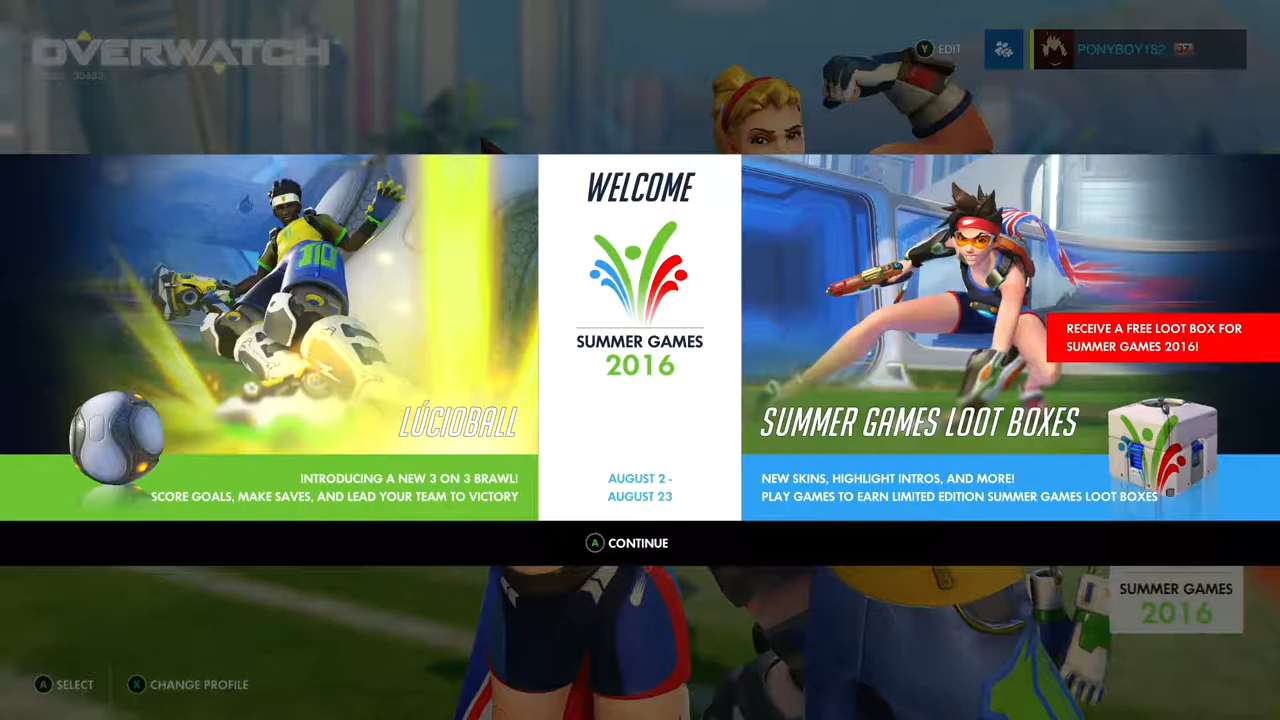 OVERWATCH
Y EDIT
PONYBOY182 37
WELCOME
SUMMER GAMES
2016
RECEIVE A FREE LOOT BOX FOR
SUMMER GAMES 2016!
110
LÚCIOBALL
SUMMER GAMES LOOT BOXES
INTRODUCING A NEW 3 ON 3 BRAWL!
SCORE GOALS, MAKE SAVES, AND LEAD YOUR TEAM TO VICTORY
AUGUST 2 -
AUGUST 23
NEW SKINS, HIGHLIGHT INTROS, AND MORE!
PLAY GAMES TO EARN LIMITED EDITION SUMMER GAMES LOOT BOXES
A CONTINUE
SUMMER GAMES
2016
A SELECT
X CHANGE PROFILE